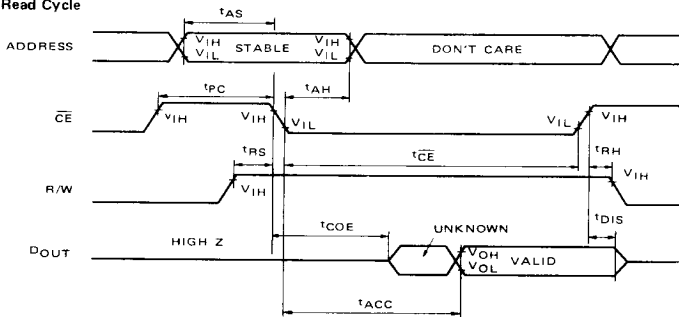 Read Cycle
tAS
ADDRESS
VIH STABLE VIH
VIL VIL
DON'T CARE
tPC
tAH
CE
VIH VIH VIL VIL VIH
tRS
tCE
tRH
R/W
VIH VIH
tCOE
tDIS
UNKNOWN
DOUT
HIGH Z
VOH
VOL VALID
tACC